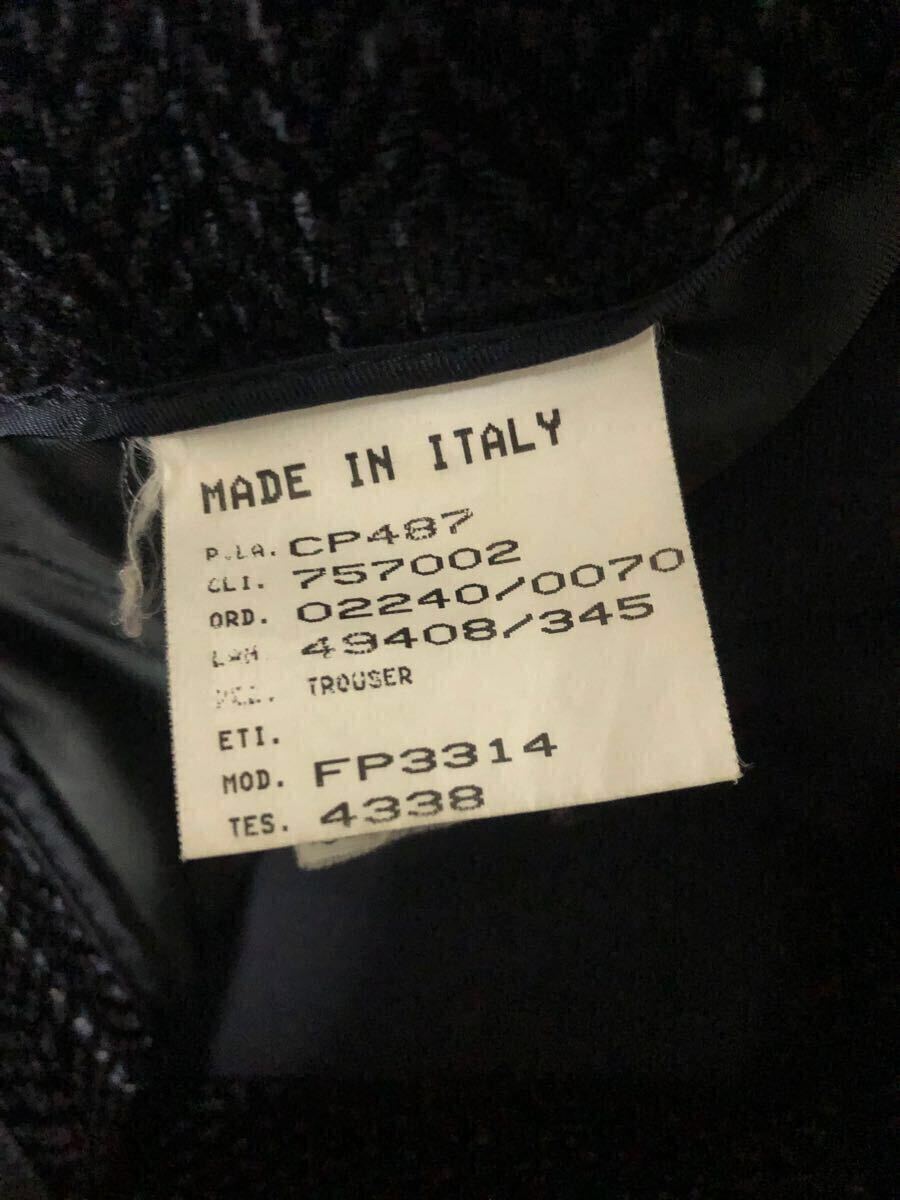 MADE IN ITALY
P.LA. CP487
CLI. 757002
ORD. 02240/0070
49408/345
TROUSER
ETI.
MOD. FP3314
TES. 4338